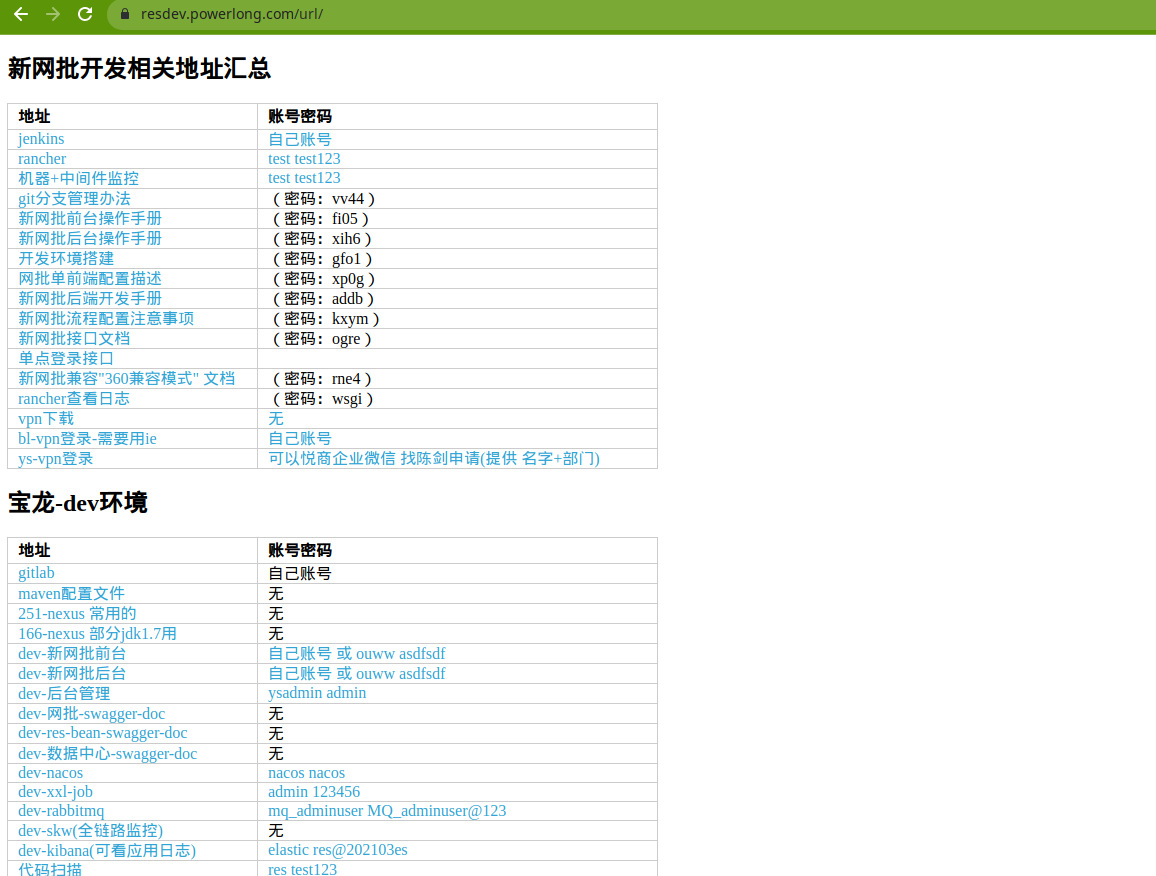 resdev.powerlong.com/url/
新网批开发相关地址汇总
地址 账号密码
jenkins 自己账号
rancher test test123
机器+中间件监控 test test123
git分支管理办法 （密码：vv44）
新网批前台操作手册 （密码：fi05）
新网批后台操作手册 （密码：xih6）
开发环境搭建 （密码：gfo1）
网批单前端配置描述 （密码：xp0g）
新网批后端开发手册 （密码：addb）
新网批流程配置注意事项 （密码：kxym）
新网批接口文档 （密码：ogre）
单点登录接口
新网批兼容"360兼容模式" 文档 （密码：rne4）
rancher查看日志 （密码：wsgi）
vpn下载 无
bl-vpn登录-需要用ie 自己账号
ys-vpn登录 可以悦商企业微信 找陈剑申请(提供 名字+部门)
宝龙-dev环境
地址 账号密码
gitlab 自己账号
maven配置文件 无
251-nexus 常用的 无
166-nexus 部分jdk1.7用 无
dev-新网批前台 自己账号 或 ouww asdfsdf
dev-新网批后台 自己账号 或 ouww asdfsdf
dev-后台管理 ysadmin admin
dev-网批-swagger-doc 无
dev-res-bean-swagger-doc 无
dev-数据中心-swagger-doc 无
dev-nacos nacos nacos
dev-xxl-job admin 123456
dev-rabbitmq mq_adminuser MQ_adminuser@123
dev-skw(全链路监控) 无
dev-kibana(可看应用日志) elastic res@202103es
代码扫描 res test123